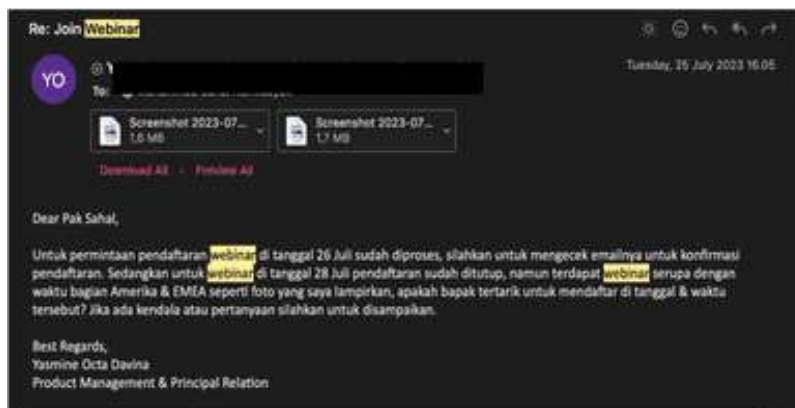 Re: Join Webinar
Tuesday, 25 July 2023 16.05
YO
To:
Screenshot 2023-07...
1,6 MB
Screenshot 2023-07...
1,7 MB
Download All
Preview All
Dear Pak Sahal,
Untuk permintaan pendaftaran webinar di tanggal 26 Juli sudah diproses, silahkan untuk mengecek emailnya untuk konfirmasi
pendaftaran. Sedangkan untuk webinar di tanggal 28 Juli pendaftaran sudah ditutup, namun terdapat webinar serupa dengan
waktu bagian Amerika & EMEA seperti foto yang saya lampirkan, apakah bapak tertarik untuk mendaftar di tanggal & waktu
tersebut? Jika ada kendala atau pertanyaan silahkan untuk disampaikan.
Best Regards,
Yasmine Octa Davina
Product Management & Principal Relation